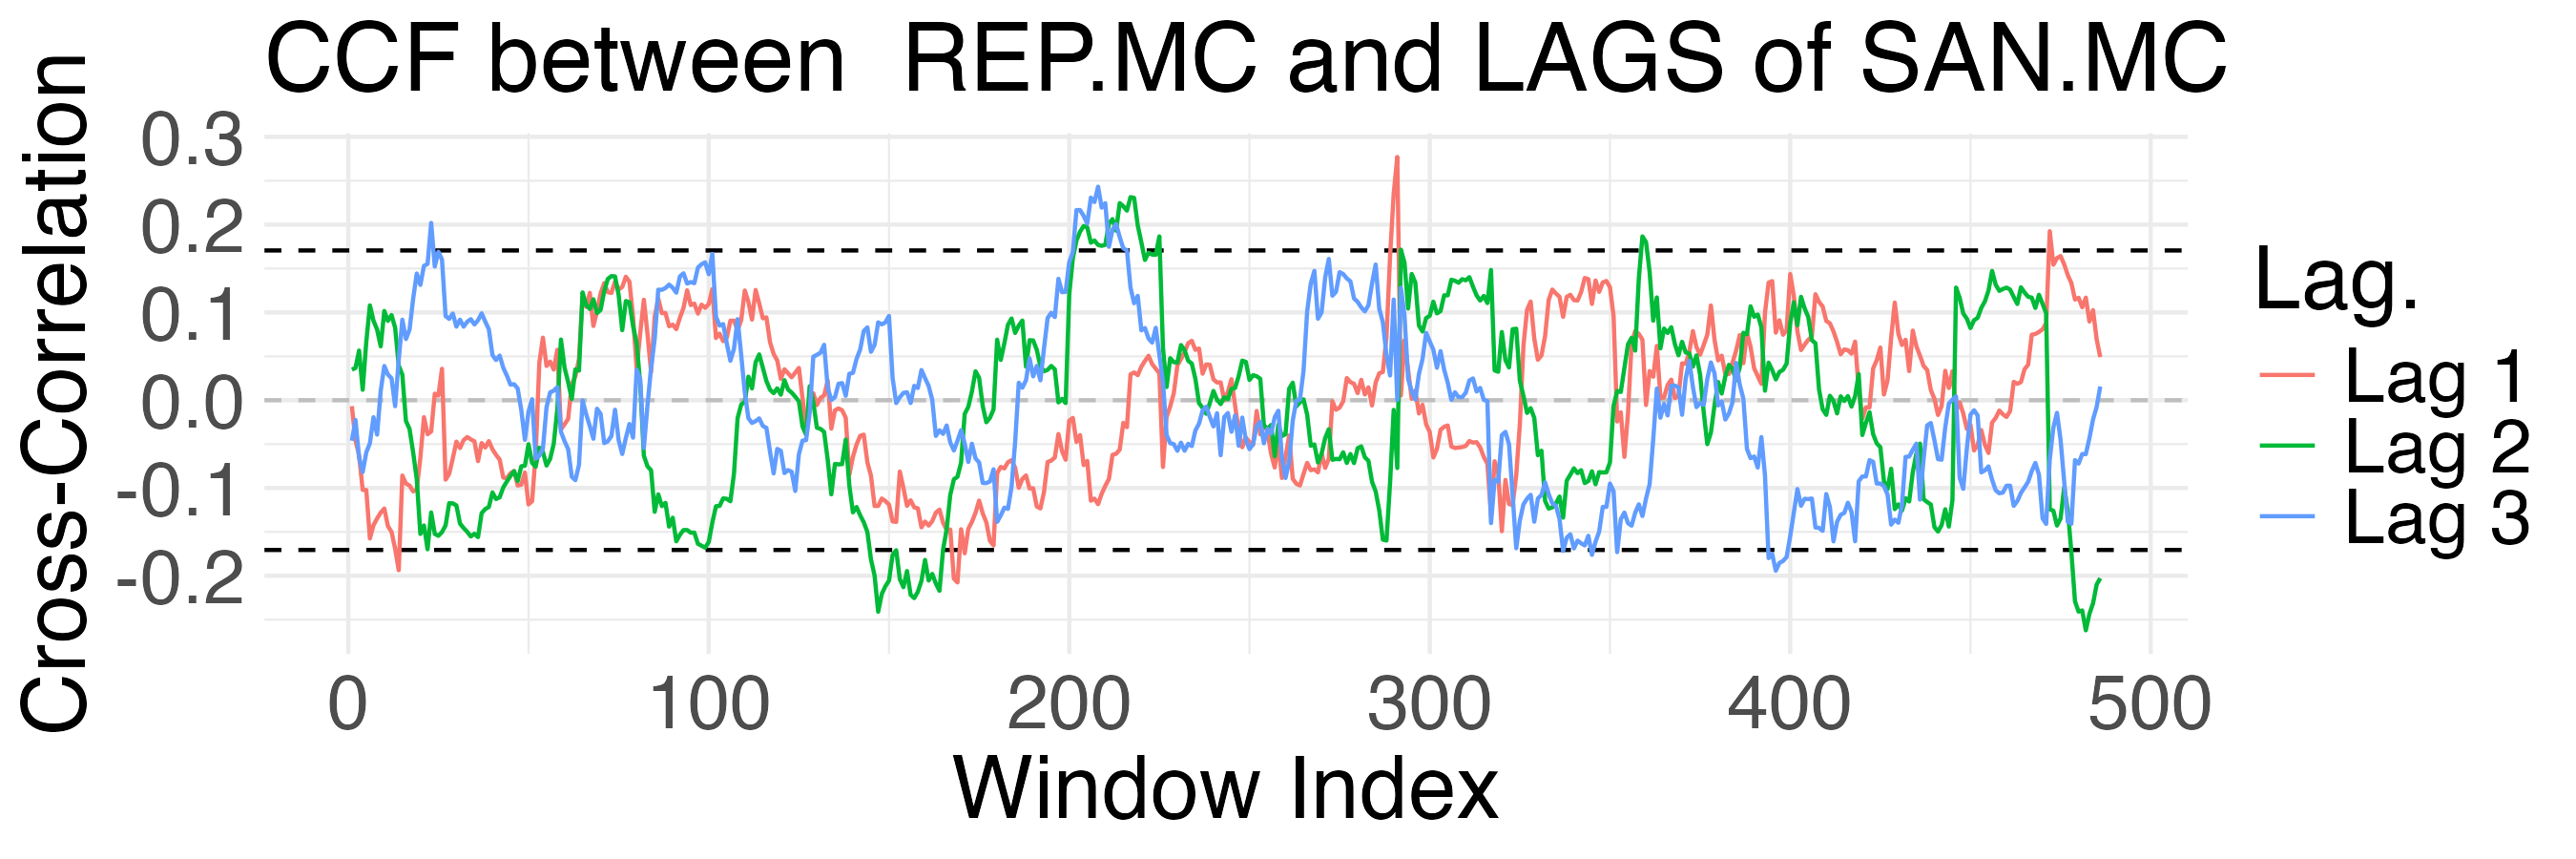 CCF between  REP.MC and LAGS of SAN.MC
Cross-Correlation
0.3
0.2
0.1
0.0
-0.1
-0.2
0 100 200 300 400 500
Window Index
Lag.
Lag 1
Lag 2
Lag 3